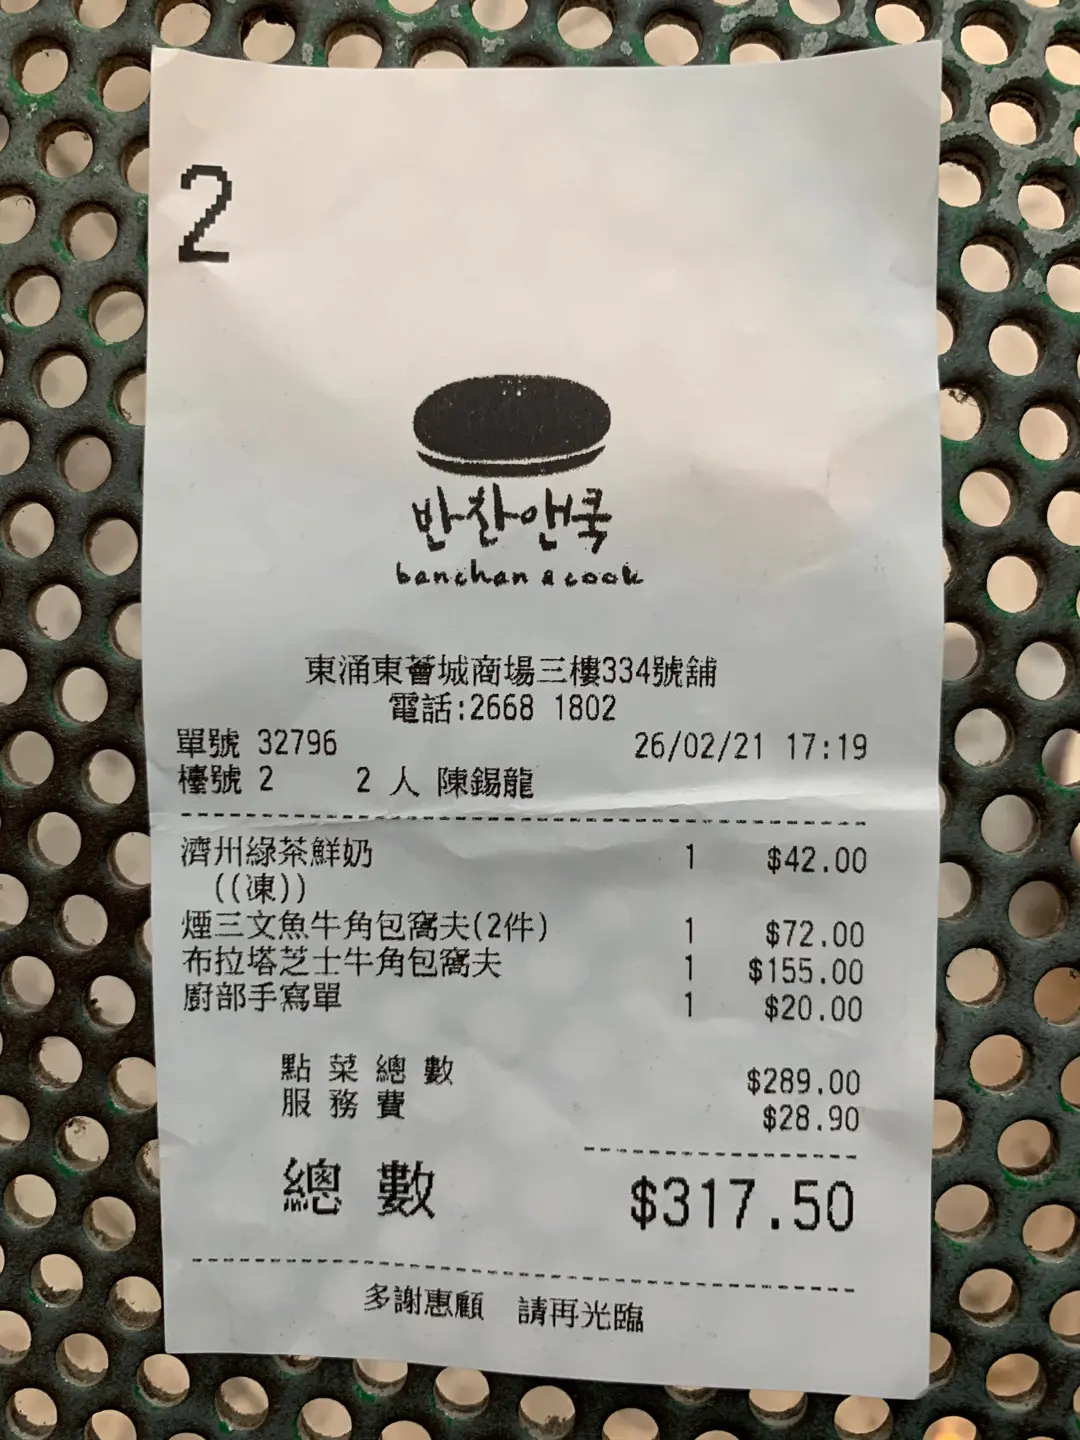 2
반찬앤쿡
banchan & cook
東涌東薈城商場三樓334號舖
電話:2668 1802
單號 32796 26/02/21 17:19
檯號 2 2 人 陳錫龍
濟州綠茶鮮奶 1 $42.00
((凍))
煙三文魚牛角包窩夫(2件) 1 $72.00
布拉塔芝士牛角包窩夫 1 $155.00
廚部手寫單 1 $20.00
點菜總數 $289.00
服務費 $28.90
總數 $317.50
多謝惠顧 請再光臨